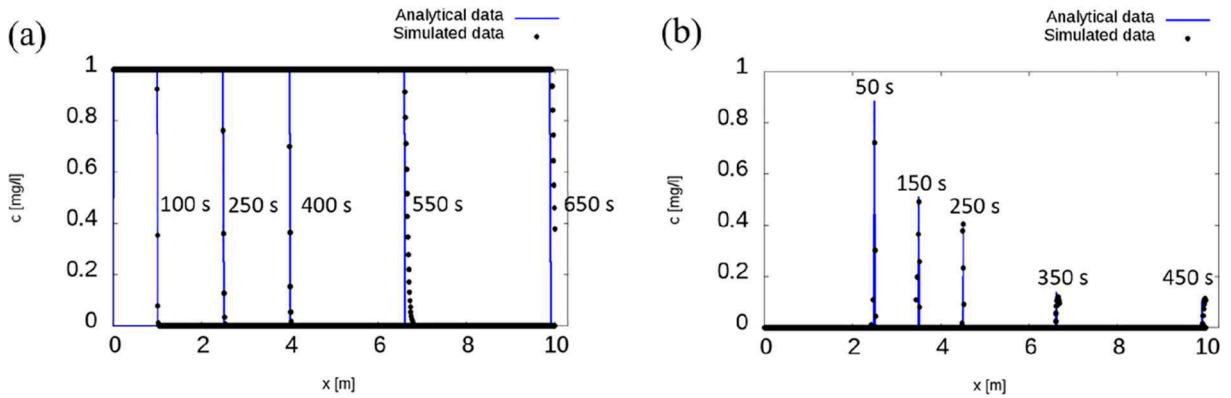 (a)
Analytical data
Simulated data
1
0.8
0.6
0.4
0.2
0
c [mg/l]
100 s
250 s
400 s
550 s
650 s
0
2
4
6
8
10
x [m]
(b)
Analytical data
Simulated data
1
0.8
0.6
0.4
0.2
0
c [mg/l]
50 s
150 s
250 s
350 s
450 s
0
2
4
6
8
10
x [m]